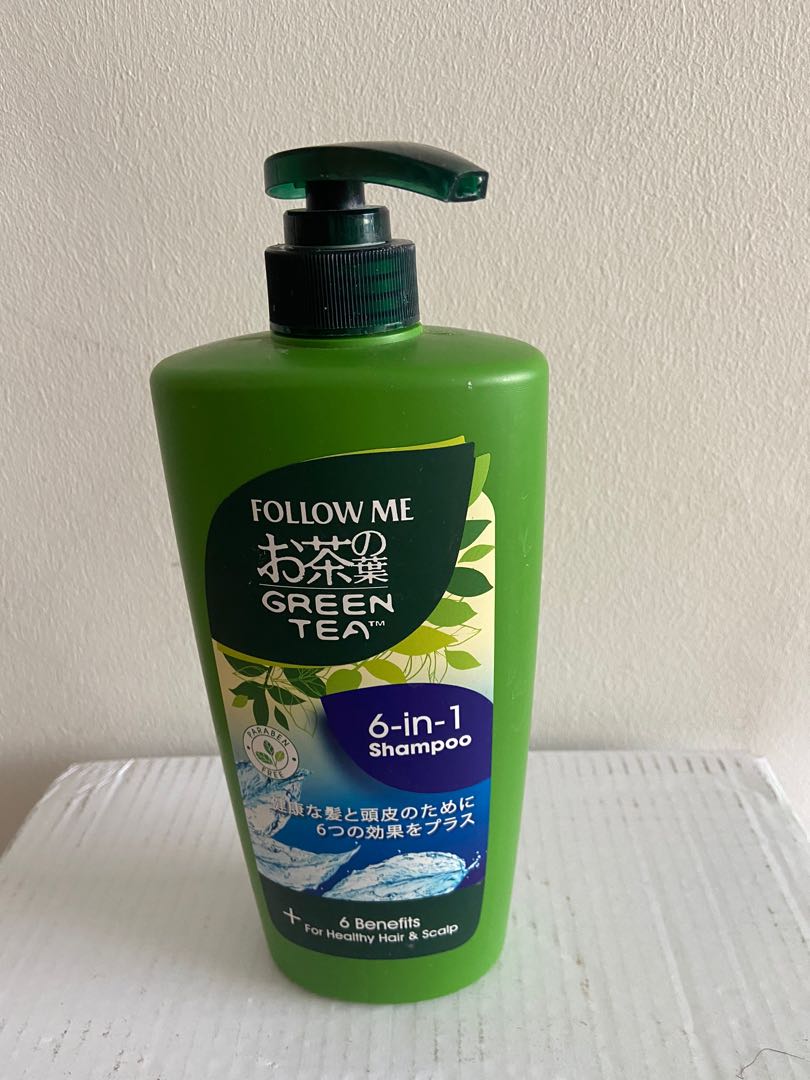 FOLLOW ME
お茶の葉
GREEN
TEA™
6-in-1
Shampoo
PARABEN
FREE
健康な髪と頭皮のために
6つの効果をプラス
+ 6 Benefits
For Healthy Hair & Scalp